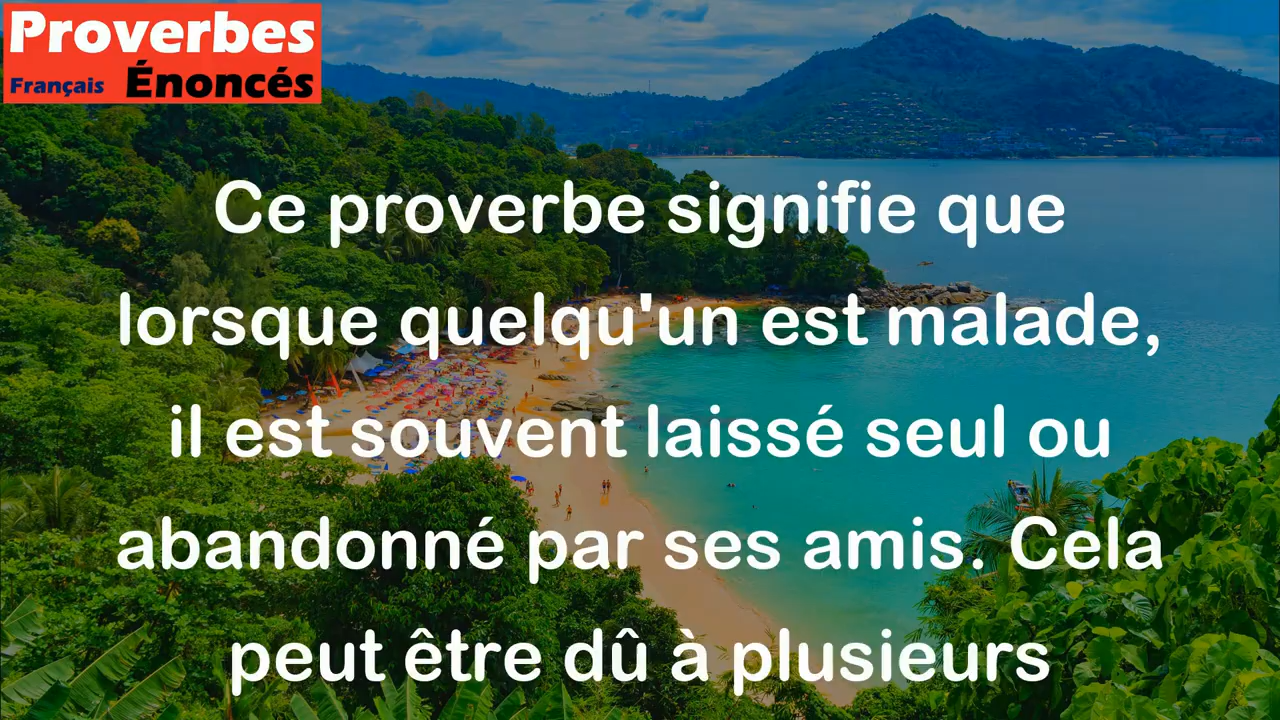 Proverbes
Français Énoncés
Ce proverbe signifie que
lorsque quelqu'un est malade,
il est souvent laissé seul ou
abandonné par ses amis. Cela
peut être dû à plusieurs